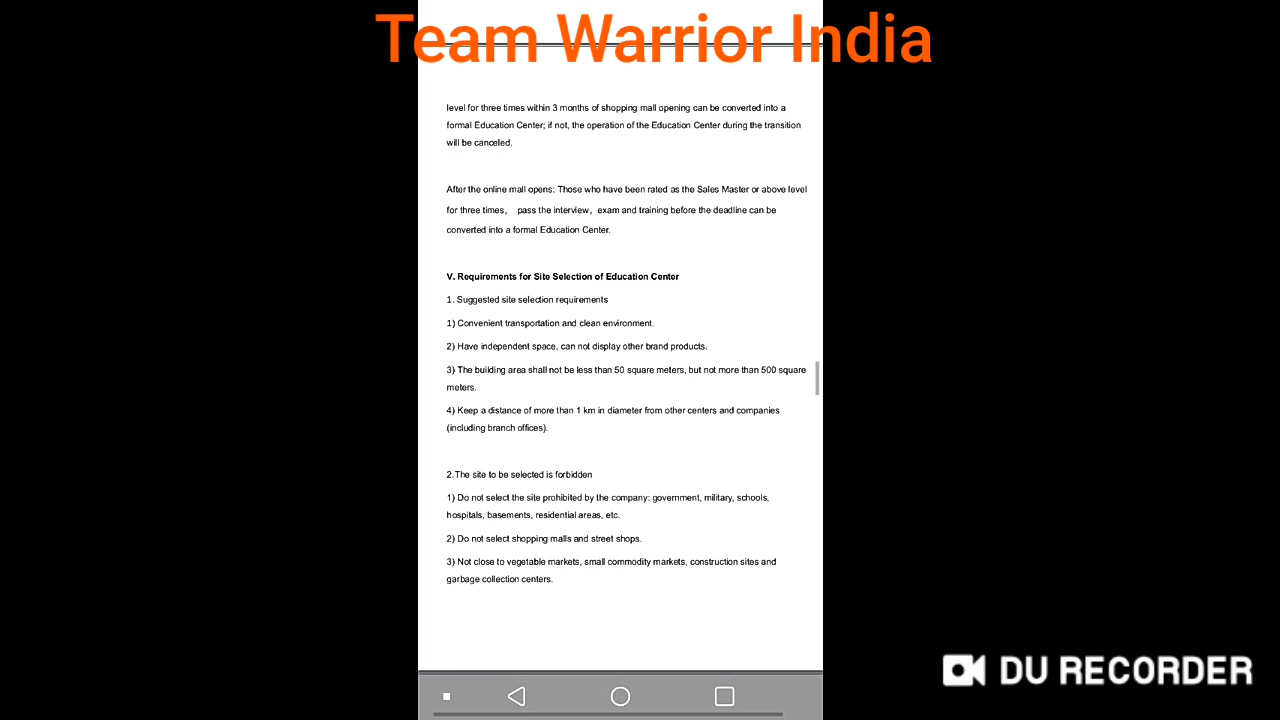 Team Warrior India
level for three times within 3 months of shopping mall opening can be converted into a
formal Education Center; if not, the operation of the Education Center during the transition
will be canceled.
After the online mall opens: Those who have been rated as the Sales Master or above level
for three times， pass the interview，exam and training before the deadline can be
converted into a formal Education Center.
V. Requirements for Site Selection of Education Center
1. Suggested site selection requirements
1) Convenient transportation and clean environment.
2) Have independent space, can not display other brand products.
3) The building area shall not be less than 50 square meters, but not more than 500 square
meters.
4) Keep a distance of more than 1 km in diameter from other centers and companies
(including branch offices).
2.The site to be selected is forbidden
1) Do not select the site prohibited by the company: government, military, schools,
hospitals, basements, residential areas, etc.
2) Do not select shopping malls and street shops.
3) Not close to vegetable markets, small commodity markets, construction sites and
garbage collection centers.
DU RECORDER